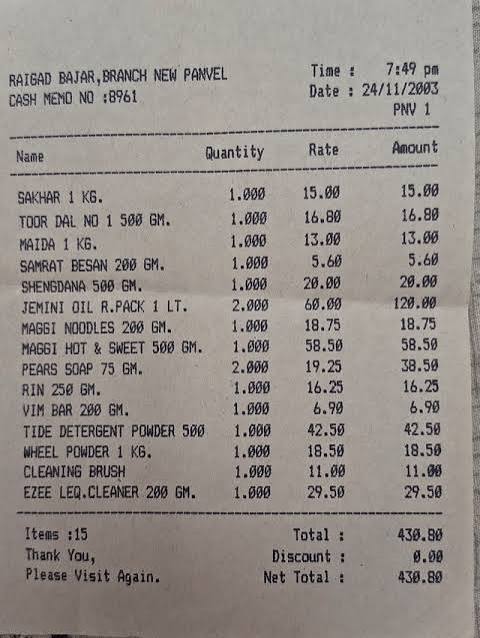 RAIGAD BAJAR,BRANCH NEW PANVEL Time : 7:49 pm
CASH MEMO NO :8961 Date : 24/11/2003
PNV 1
Name Quantity Rate Amount
SAKHAR 1 KG. 1.000 15.00 15.00
TOOR DAL NO 1 500 GM. 1.000 16.80 16.80
MAIDA 1 KG. 1.000 13.00 13.00
SAMRAT BESAN 200 GM. 1.000 5.60 5.60
SHENGDANA 500 GM. 1.000 20.00 20.00
JEMINI OIL R.PACK 1 LT. 2.000 60.00 120.00
MAGGI NOODLES 200 GM. 1.000 18.75 18.75
MAGGI HOT & SWEET 500 GM. 1.000 58.50 58.50
PEARS SOAP 75 GM. 2.000 19.25 38.50
RIN 250 GM. 1.000 16.25 16.25
VIM BAR 200 GM. 1.000 6.90 6.90
TIDE DETERGENT POWDER 500 1.000 42.50 42.50
WHEEL POWDER 1 KG. 1.000 18.50 18.50
CLEANING BRUSH 1.000 11.00 11.00
EZEE LEQ.CLEANER 200 GM. 1.000 29.50 29.50
Items :15 Total : 430.80
Thank You, Discount : 0.00
Please Visit Again. Net Total : 430.80